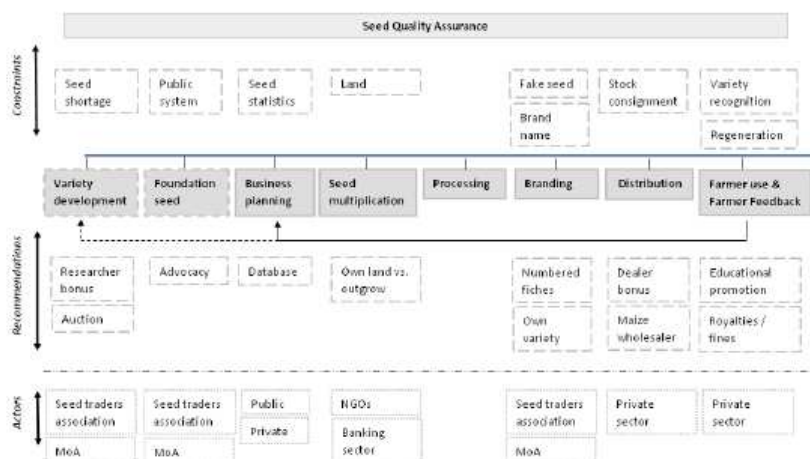 Seed Quality Assurance
Constraints
Seed
shortage
Public
system
Seed
statistics
Land
Fake seed
Brand
name
Stock
consignment
Variety
recognition
Regeneration
Variety
development
Foundation
seed
Business
planning
Seed
multiplication
Processing
Branding
Distribution
Farmer use &
Farmer Feedback
Recommendations
Researcher
bonus
Auction
Advocacy
Database
Own land vs.
outgrow
Numbered
fiches
Own
variety
Dealer
bonus
Maize
wholesaler
Educational
promotion
Royalties /
fines
Actors
Seed traders
association
MoA
Seed traders
association
MoA
Public
Private
NGOs
Banking
sector
Seed traders
association
MoA
Private
sector
Private
sector